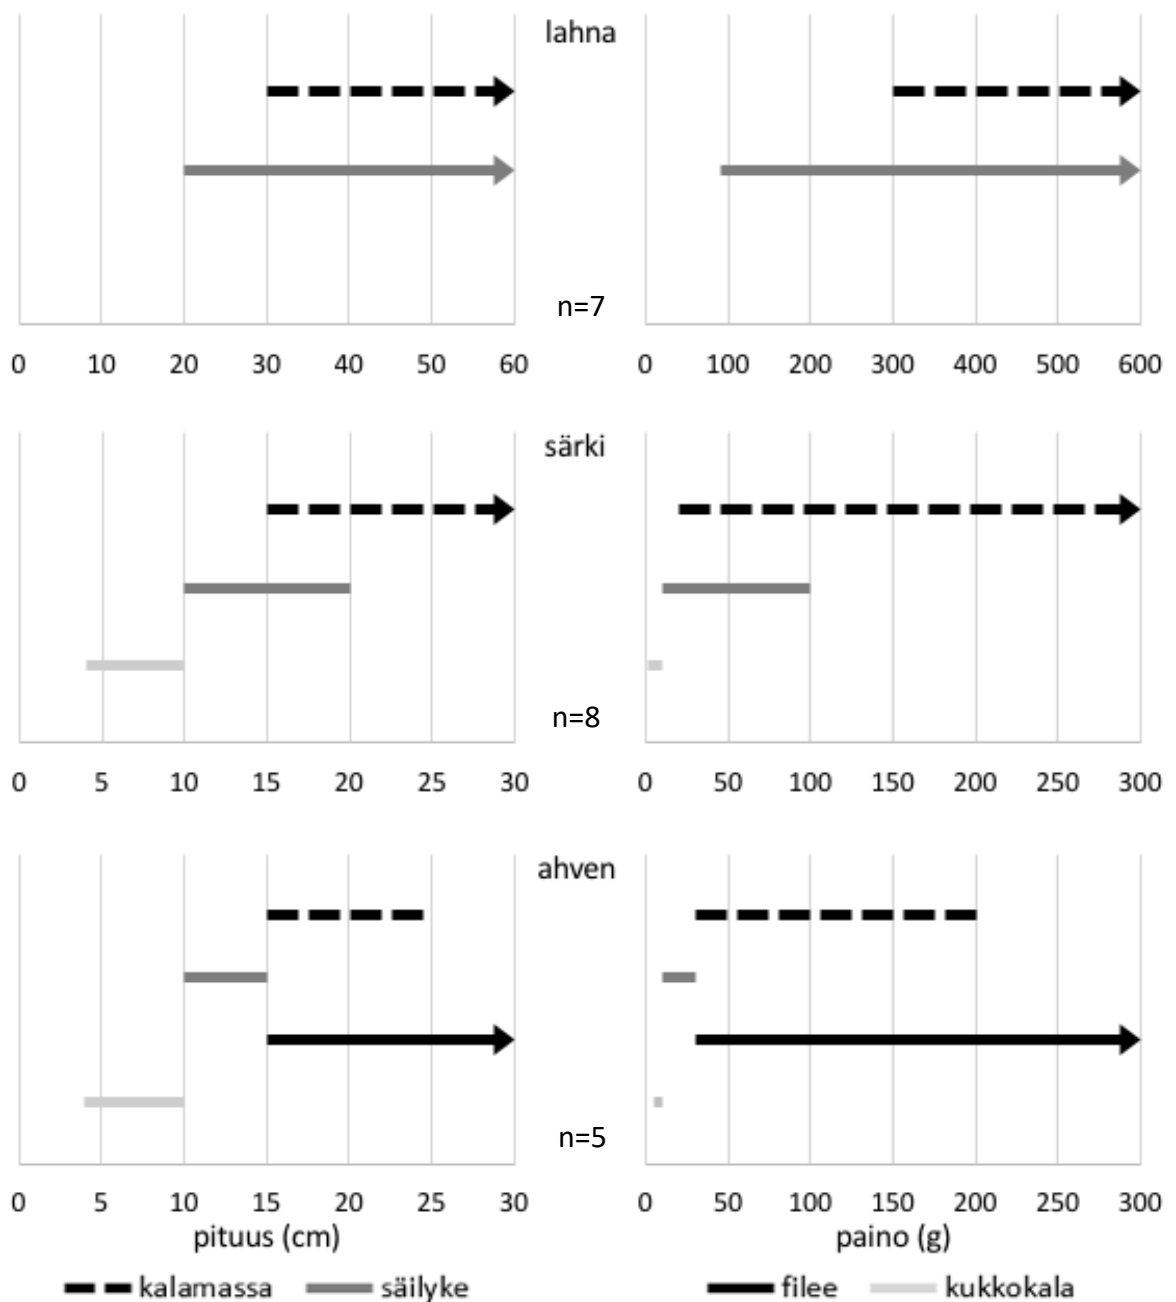 lahna
n=7
0 10 20 30 40 50 60 0 100 200 300 400 500 600
särki
n=8
0 5 10 15 20 25 30 0 50 100 150 200 250 300
ahven
n=5
0 5 10 15 20 25 30 0 50 100 150 200 250 300
pituus (cm) paino (g)
kalamassa säilyke filee kukkokala